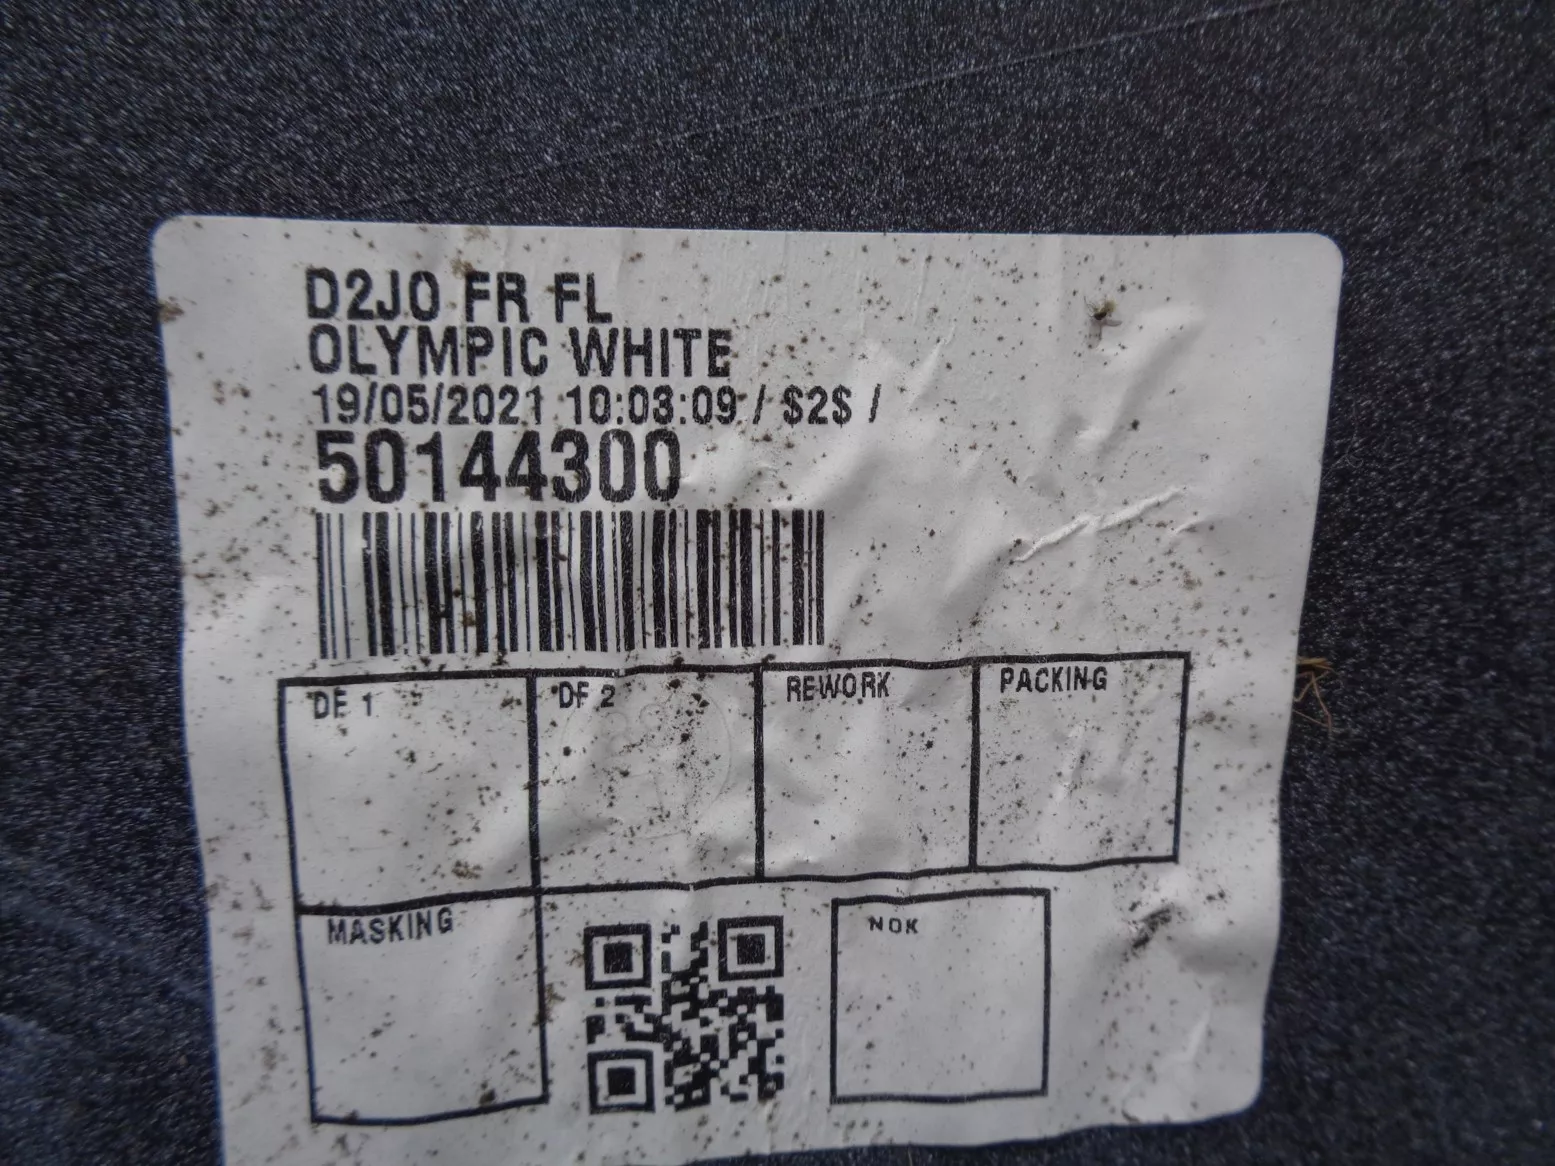 D2JO FR FL
OLYMPIC WHITE
19/05/2021 10:03:09 / $2$ /
50144300
DE 1
DF 2
REWORK
PACKING
MASKING
NOK